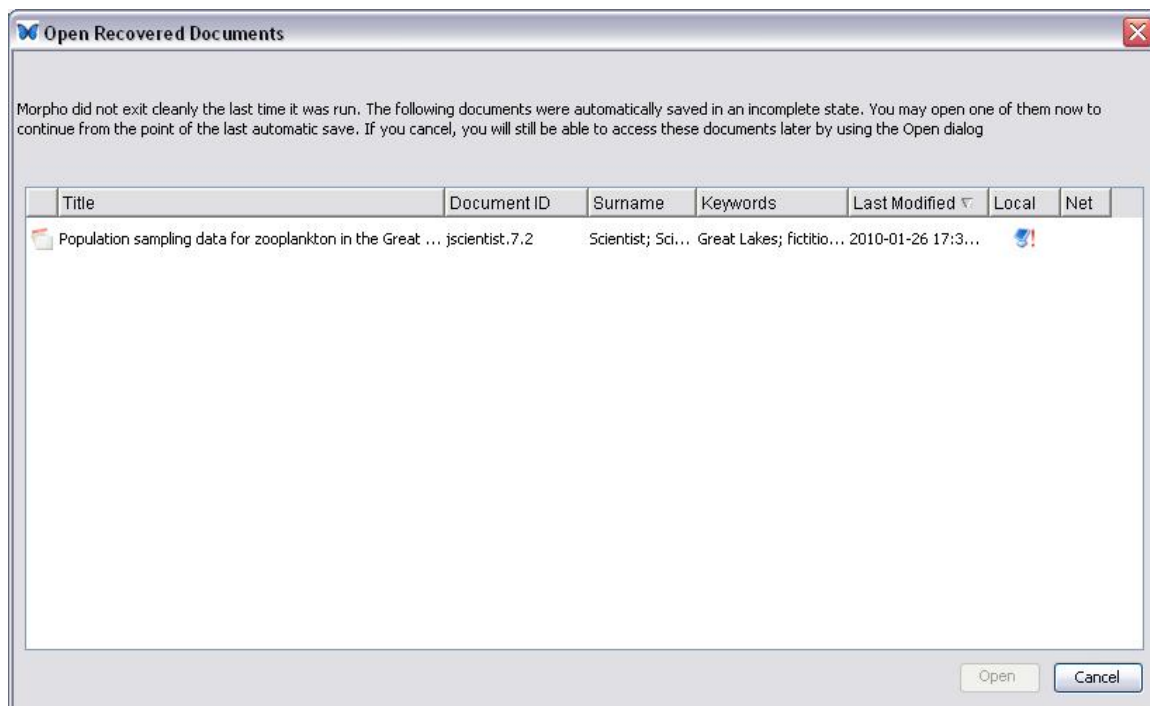 Open Recovered Documents
Morpho did not exit cleanly the last time it was run. The following documents were automatically saved in an incomplete state. You may open one of them now to
continue from the point of the last automatic save. If you cancel, you will still be able to access these documents later by using the Open dialog
Title Document ID Surname Keywords Last Modified Local Net
Population sampling data for zooplankton in the Great ... jscientist.7.2 Scientist; Sci... Great Lakes; fictitio... 2010-01-26 17:3...
Open Cancel